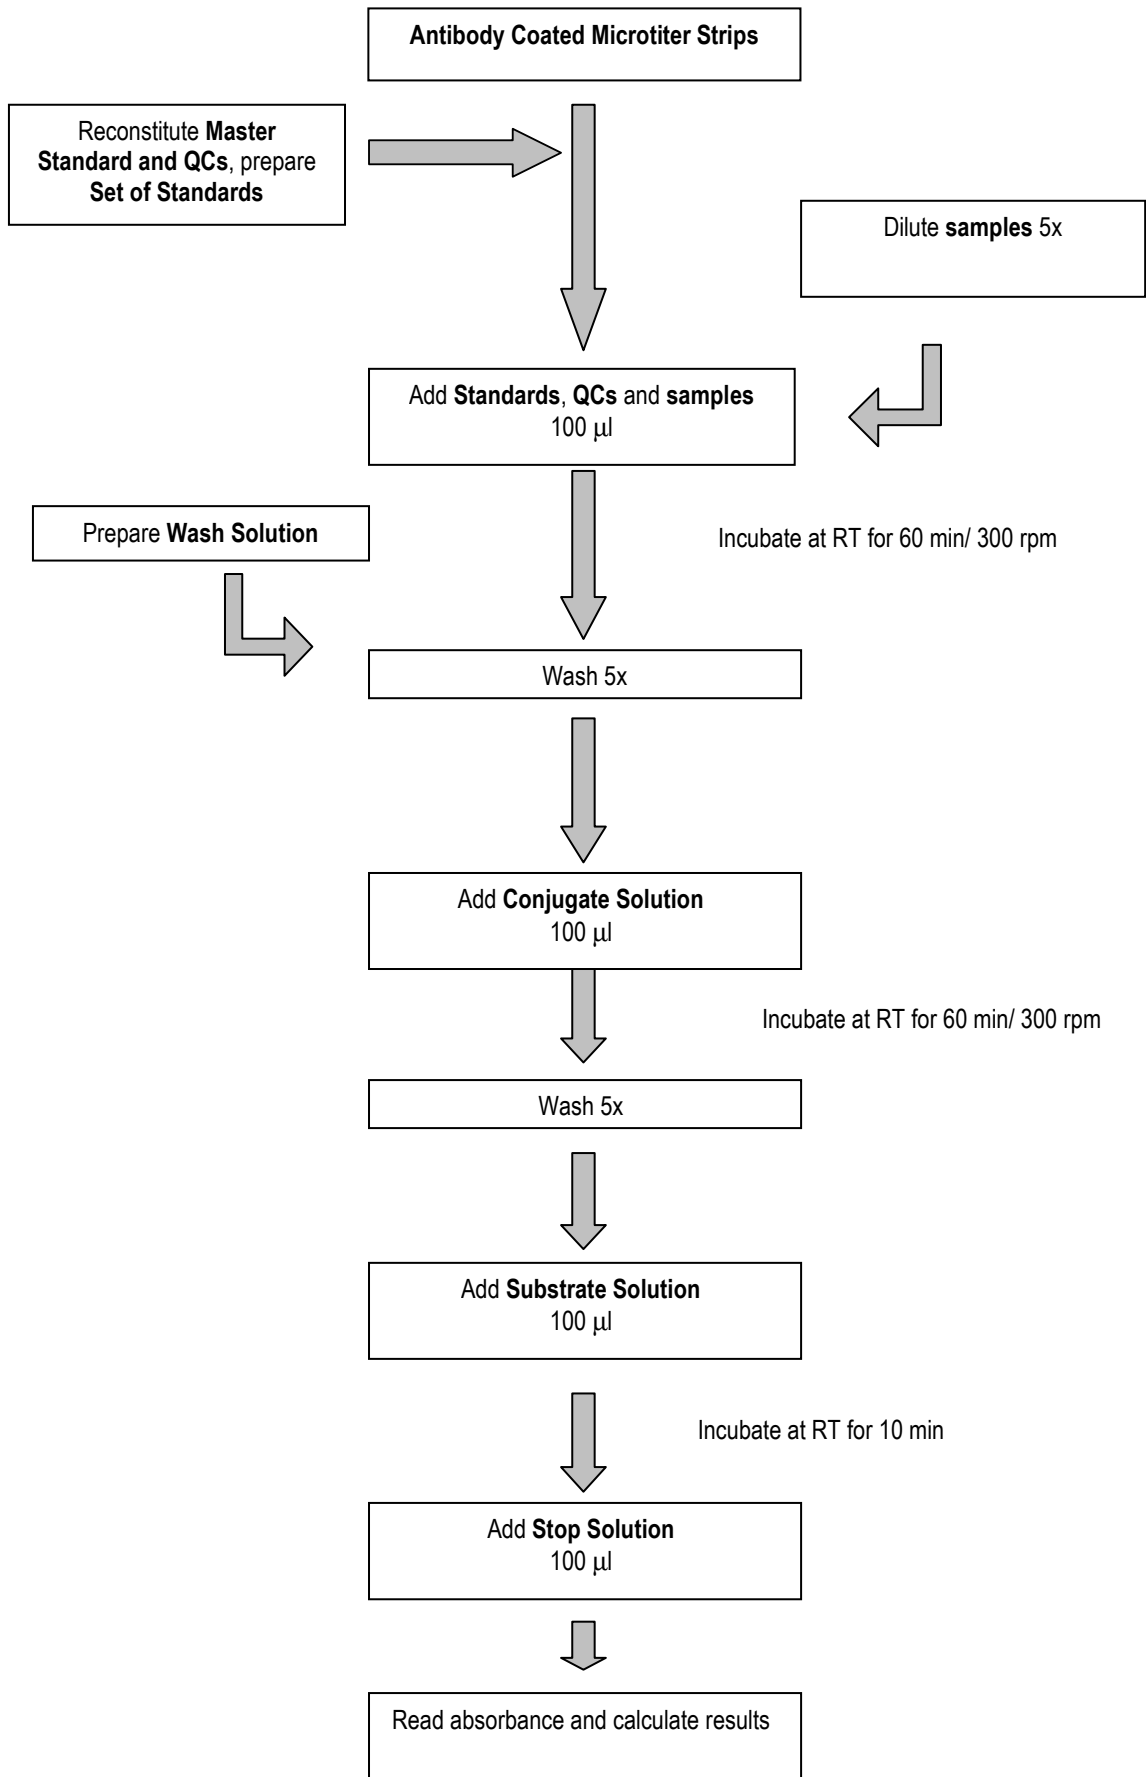 Antibody Coated Microtiter Strips
Reconstitute Master
Standard and QCs, prepare
Set of Standards
Dilute samples 5x
Add Standards, QCs and samples
100 μl
Prepare Wash Solution
Incubate at RT for 60 min/ 300 rpm
Wash 5x
Add Conjugate Solution
100 μl
Incubate at RT for 60 min/ 300 rpm
Wash 5x
Add Substrate Solution
100 μl
Incubate at RT for 10 min
Add Stop Solution
100 μl
Read absorbance and calculate results